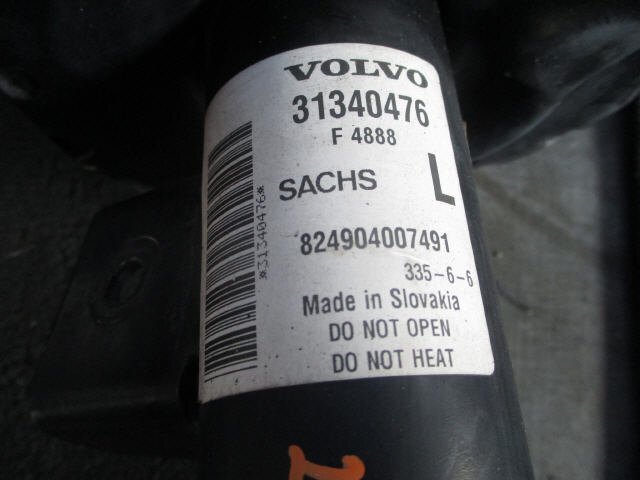 VOLVO
31340476
F 4888
SACHS L
824904007491
335-6-6
Made in Slovakia
DO NOT OPEN
DO NOT HEAT
*31340476*